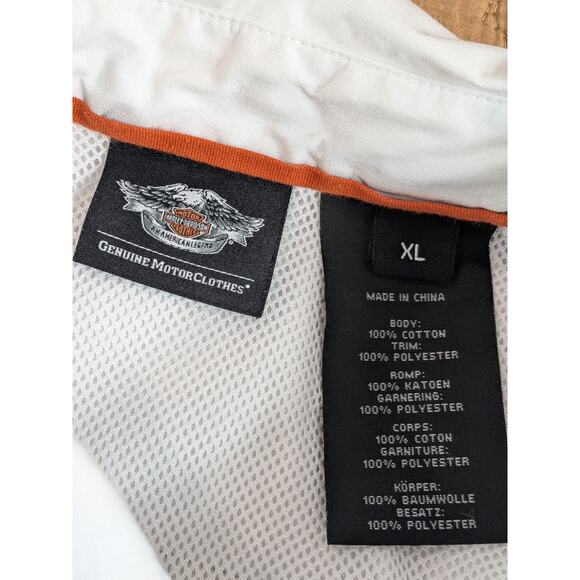 MOTOR
HARLEY-DAVIDSON
CLOTHES
AN AMERICAN LEGEND
GENUINE MOTORCLOTHES®
XL
MADE IN CHINA
BODY:
100% COTTON
TRIM:
100% POLYESTER
ROMP:
100% KATOEN
GARNERING:
100% POLYESTER
CORPS:
100% COTON
GARNITURE:
100% POLYESTER
KÖRPER:
100% BAUMWOLLE
BESATZ:
100% POLYESTER